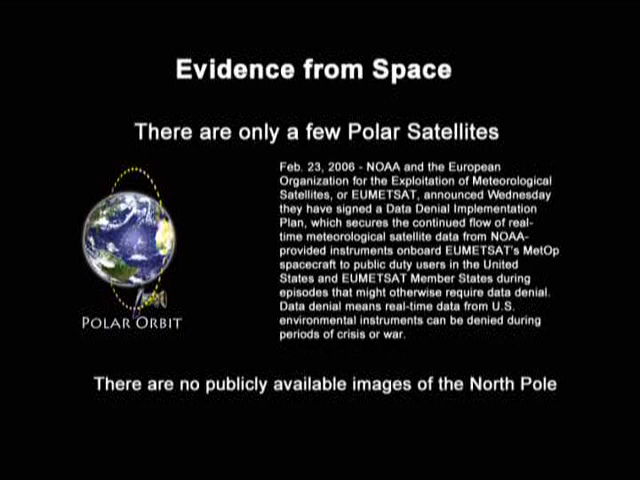 Evidence from Space
There are only a few Polar Satellites
Feb. 23, 2006 - NOAA and the European
Organization for the Exploitation of Meteorological
Satellites, or EUMETSAT, announced Wednesday
they have signed a Data Denial Implementation
Plan, which secures the continued flow of real-
time meteorological satellite data from NOAA-
provided instruments onboard EUMETSAT's MetOp
spacecraft to public duty users in the United
States and EUMETSAT Member States during
episodes that might otherwise require data denial.
Data denial means real-time data from U.S.
environmental instruments can be denied during
periods of crisis or war.
POLAR ORBIT
There are no publicly available images of the North Pole